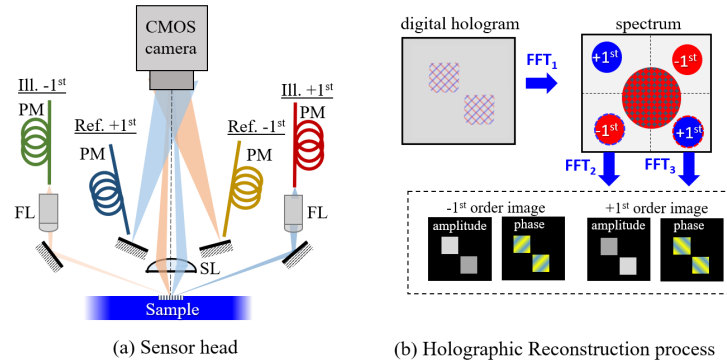 CMOS
camera
Ill. -1st
PM
Ref. +1st
PM
Ref. -1st
PM
Ill. +1st
PM
FL
FL
SL
Sample
(a) Sensor head
digital hologram
FFT1
spectrum
+1st
-1st
-1st
+1st
FFT2
FFT3
-1st order image
amplitude
phase
+1st order image
amplitude
phase
(b) Holographic Reconstruction process